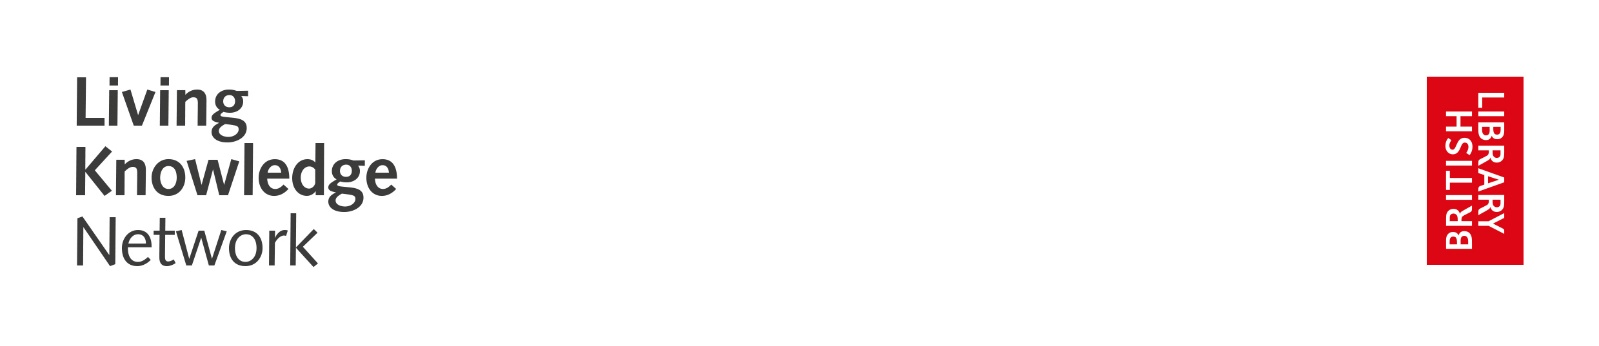 Living
Knowledge
Network
BRITISH
LIBRARY